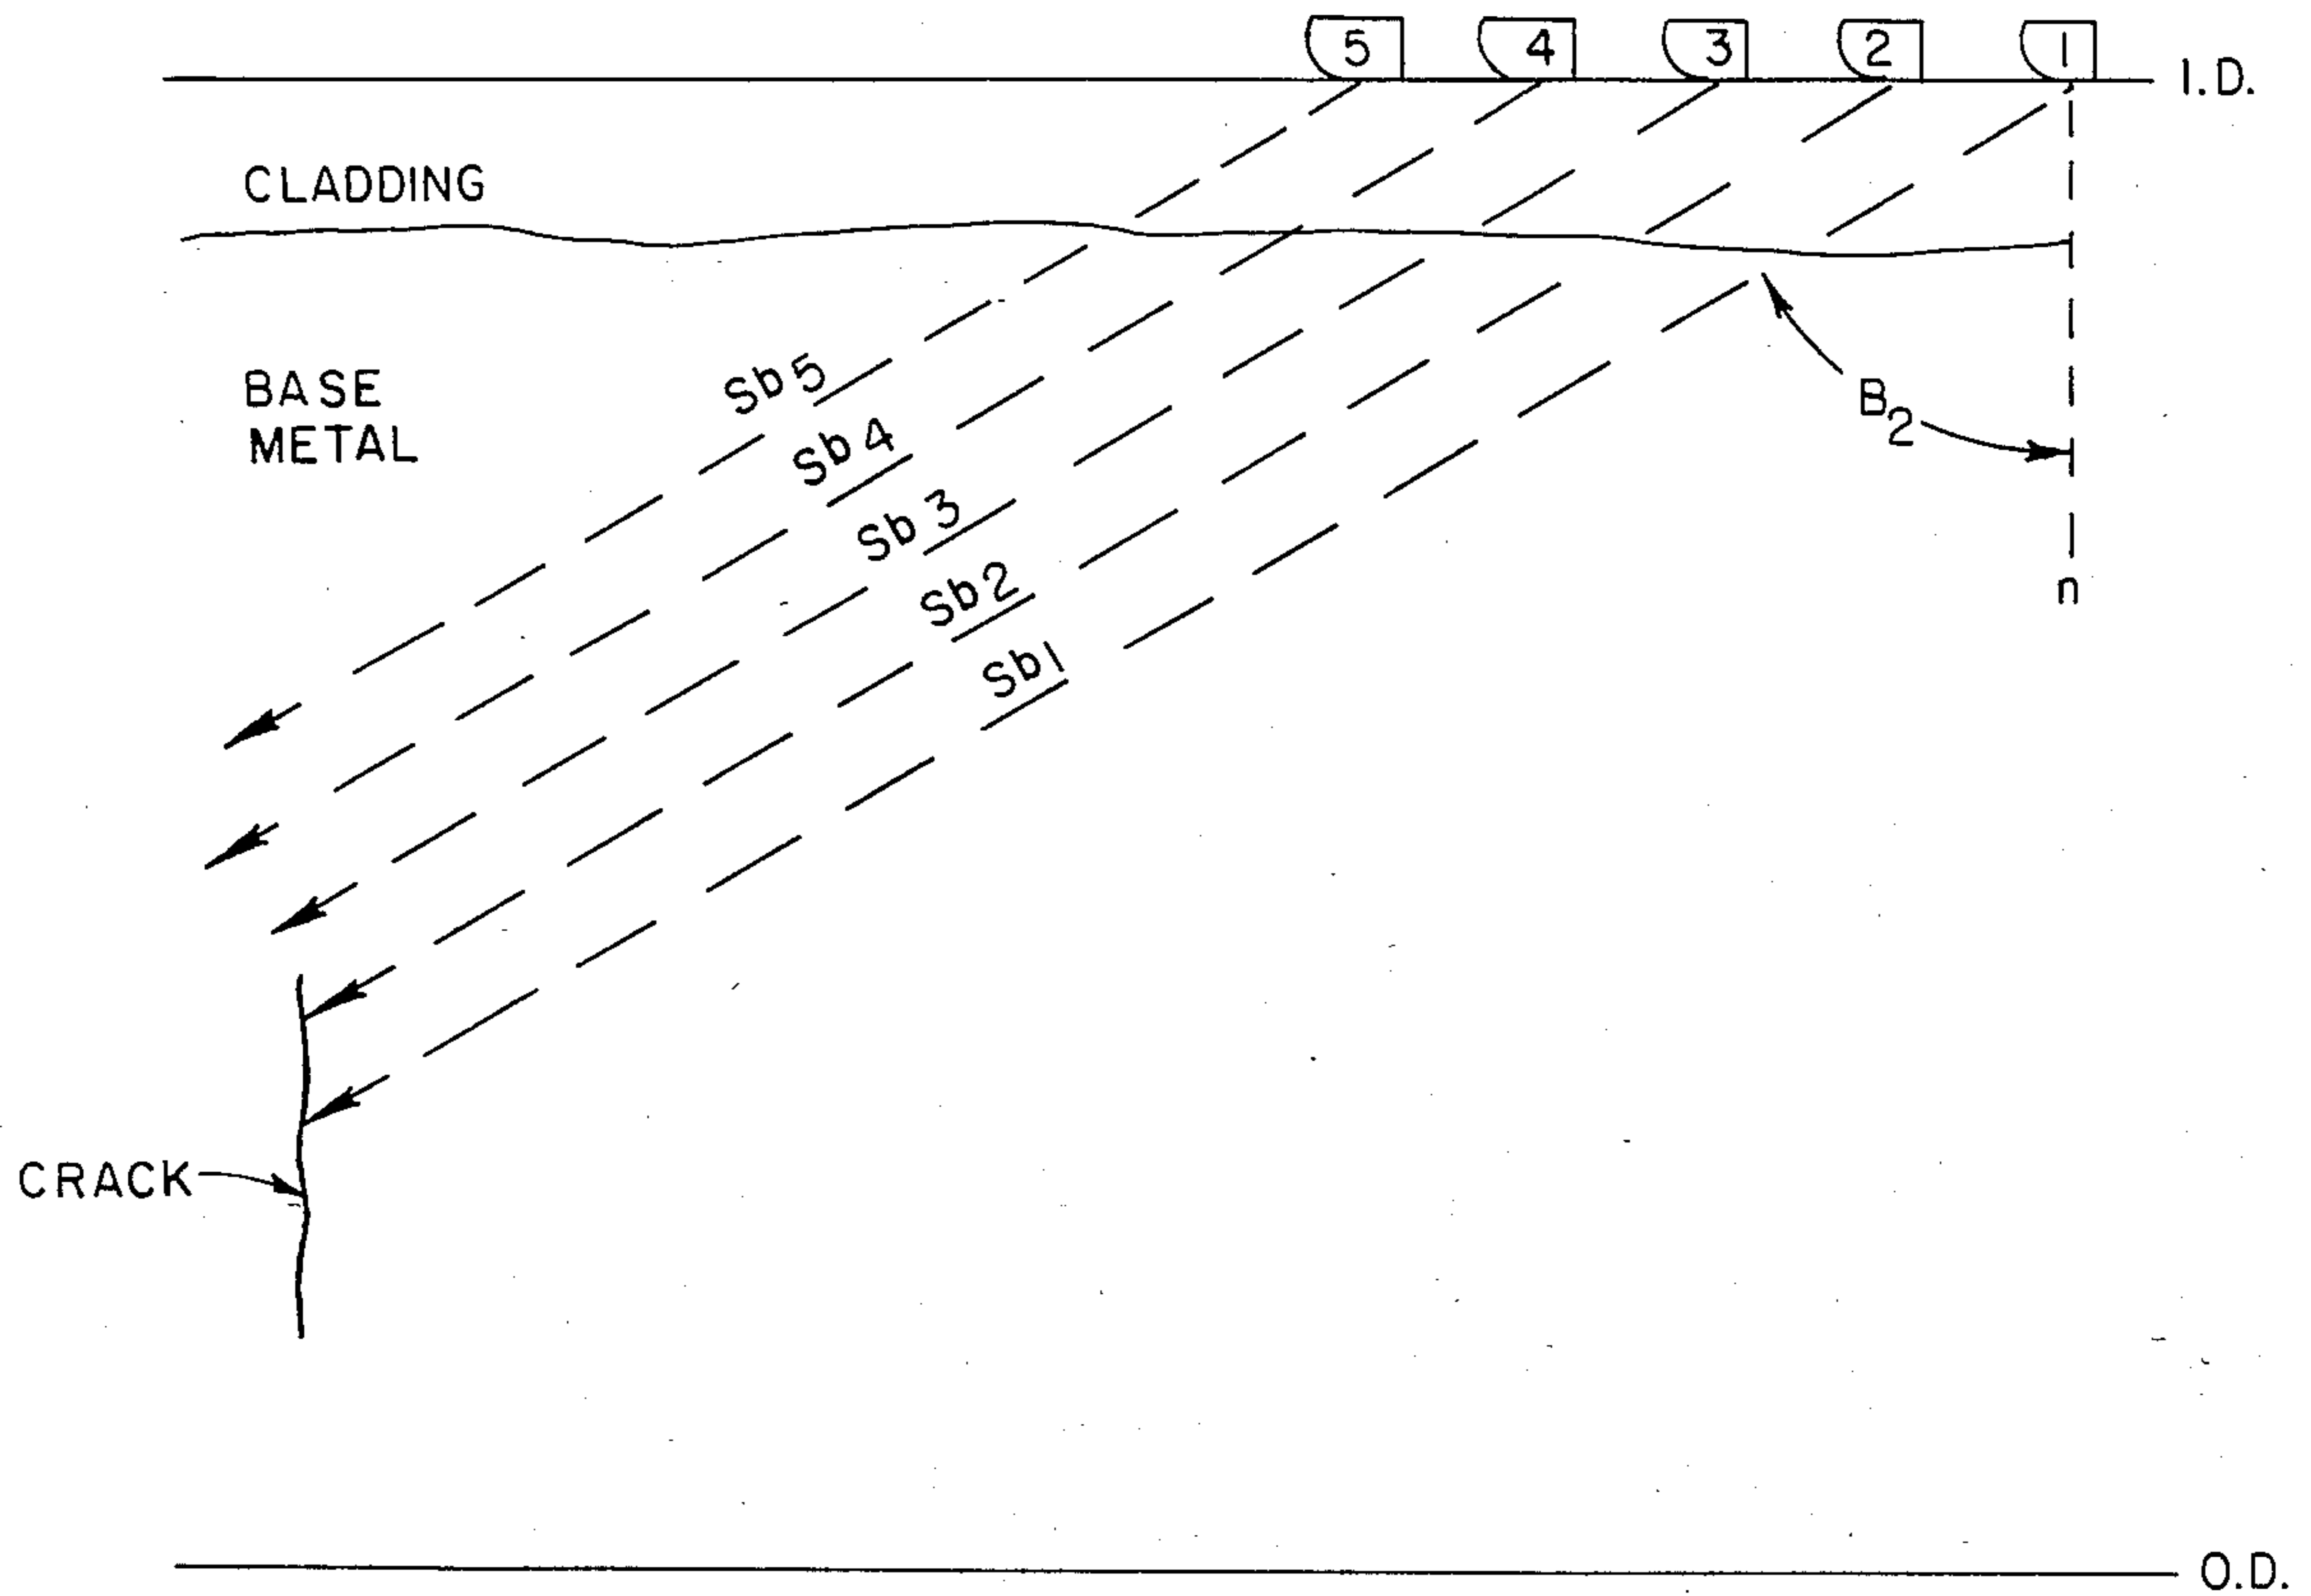 5
4
3
2
1
I.D.
CLADDING
BASE
METAL
Sb5
Sb4
Sb3
Sb2
Sb1
B2
n
CRACK
O.D.